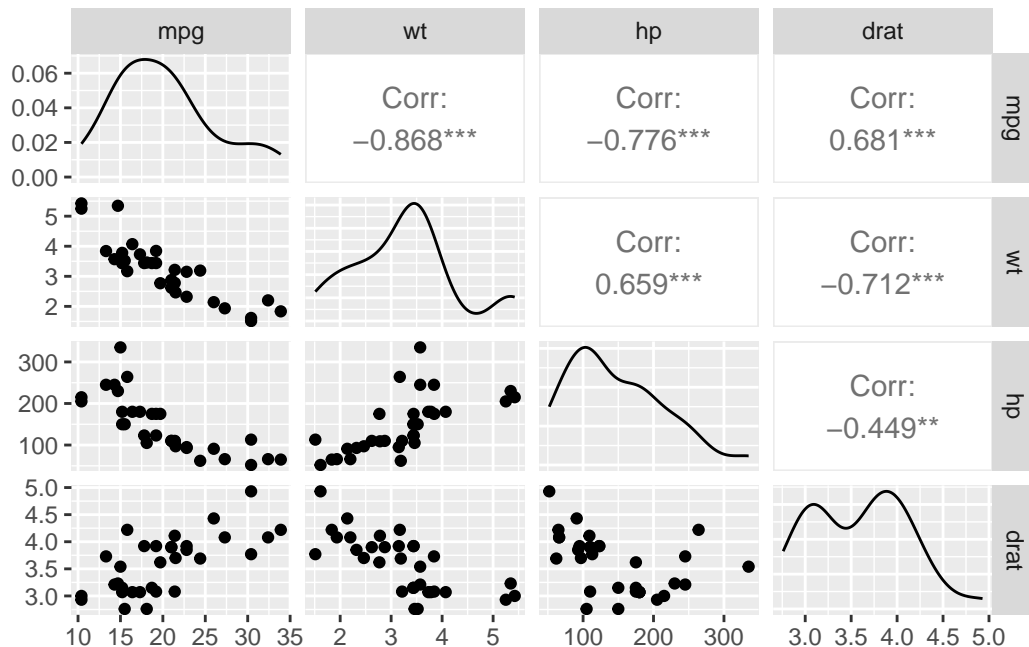 mpg wt hp drat
0.06
0.04
0.02
0.00
Corr:
−0.868***
Corr:
−0.776***
Corr:
0.681***
mpg
5
4
3
2
Corr:
0.659***
Corr:
−0.712***
wt
300
200
100
Corr:
−0.449**
hp
5.0
4.5
4.0
3.5
3.0
drat
10 15 20 25 30 35 2 3 4 5 100 200 300 3.0 3.5 4.0 4.5 5.0